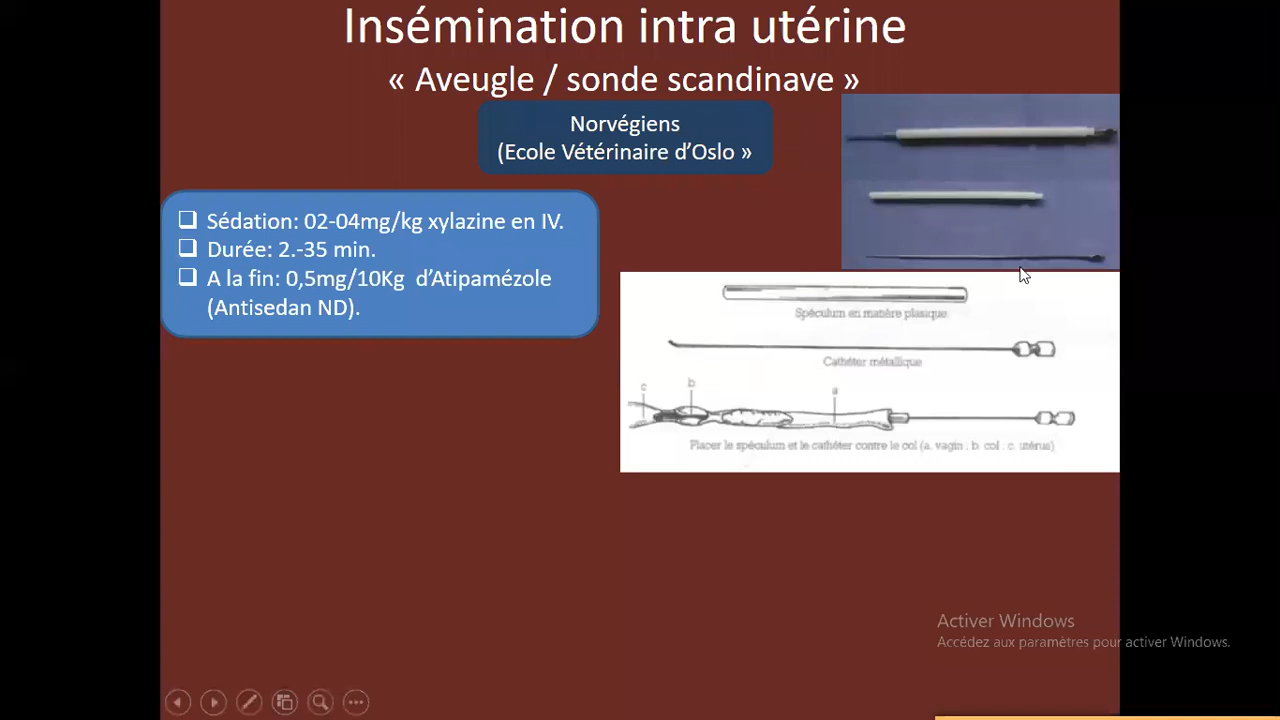 Insémination intra utérine
« Aveugle / sonde scandinave »
Norvégiens
(Ecole Vétérinaire d’Oslo »
Sédation: 02-04mg/kg xylazine en IV.
Durée: 2.-35 min.
A la fin: 0,5mg/10Kg d’Atipamézole
(Antisedan ND).
Spéculum en matière plasique
Cathéter métallique
c
b
a
Placer le spéculum et le cathéter contre le col (a. vagin ; b. col ; c. utérus)
Activer Windows
Accédez aux paramètres pour activer Windows.